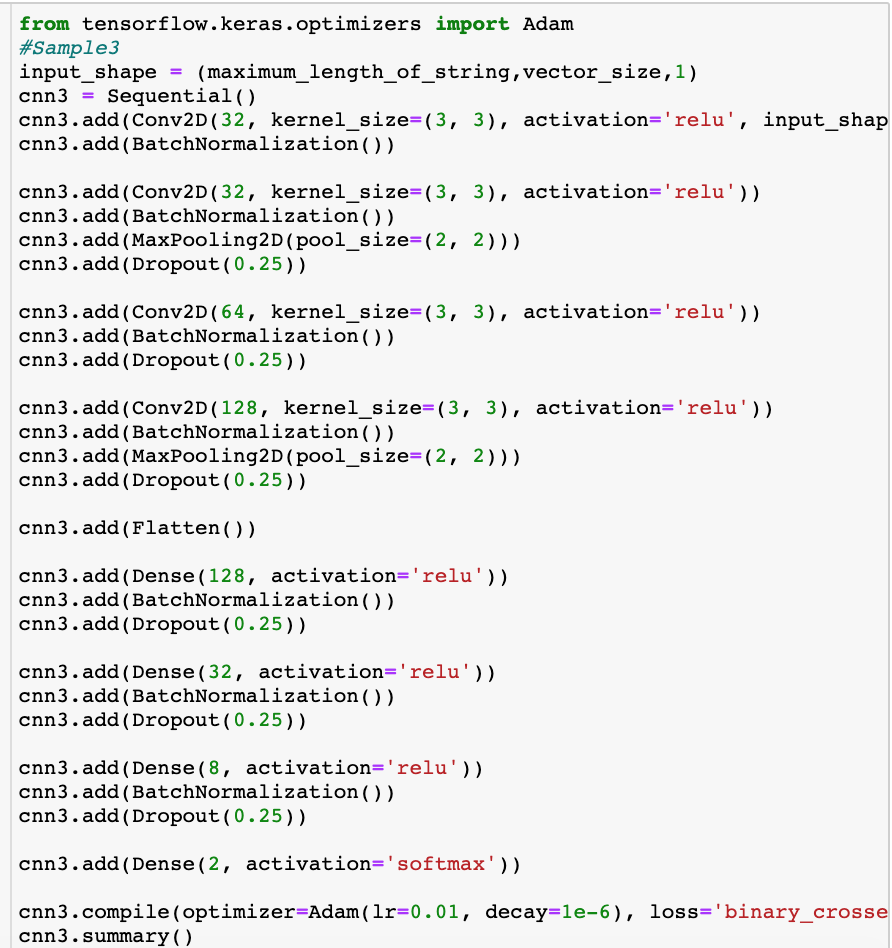 from tensorflow.keras.optimizers import Adam
#Sample3
input_shape = (maximum_length_of_string,vector_size,1)
cnn3 = Sequential()
cnn3.add(Conv2D(32, kernel_size=(3, 3), activation='relu', input_shap
cnn3.add(BatchNormalization())
cnn3.add(Conv2D(32, kernel_size=(3, 3), activation='relu'))
cnn3.add(BatchNormalization())
cnn3.add(MaxPooling2D(pool_size=(2, 2)))
cnn3.add(Dropout(0.25))
cnn3.add(Conv2D(64, kernel_size=(3, 3), activation='relu'))
cnn3.add(BatchNormalization())
cnn3.add(Dropout(0.25))
cnn3.add(Conv2D(128, kernel_size=(3, 3), activation='relu'))
cnn3.add(BatchNormalization())
cnn3.add(MaxPooling2D(pool_size=(2, 2)))
cnn3.add(Dropout(0.25))
cnn3.add(Flatten())
cnn3.add(Dense(128, activation='relu'))
cnn3.add(BatchNormalization())
cnn3.add(Dropout(0.25))
cnn3.add(Dense(32, activation='relu'))
cnn3.add(BatchNormalization())
cnn3.add(Dropout(0.25))
cnn3.add(Dense(8, activation='relu'))
cnn3.add(BatchNormalization())
cnn3.add(Dropout(0.25))
cnn3.add(Dense(2, activation='softmax'))
cnn3.compile(optimizer=Adam(lr=0.01, decay=1e-6), loss='binary_crosse
cnn3.summary()